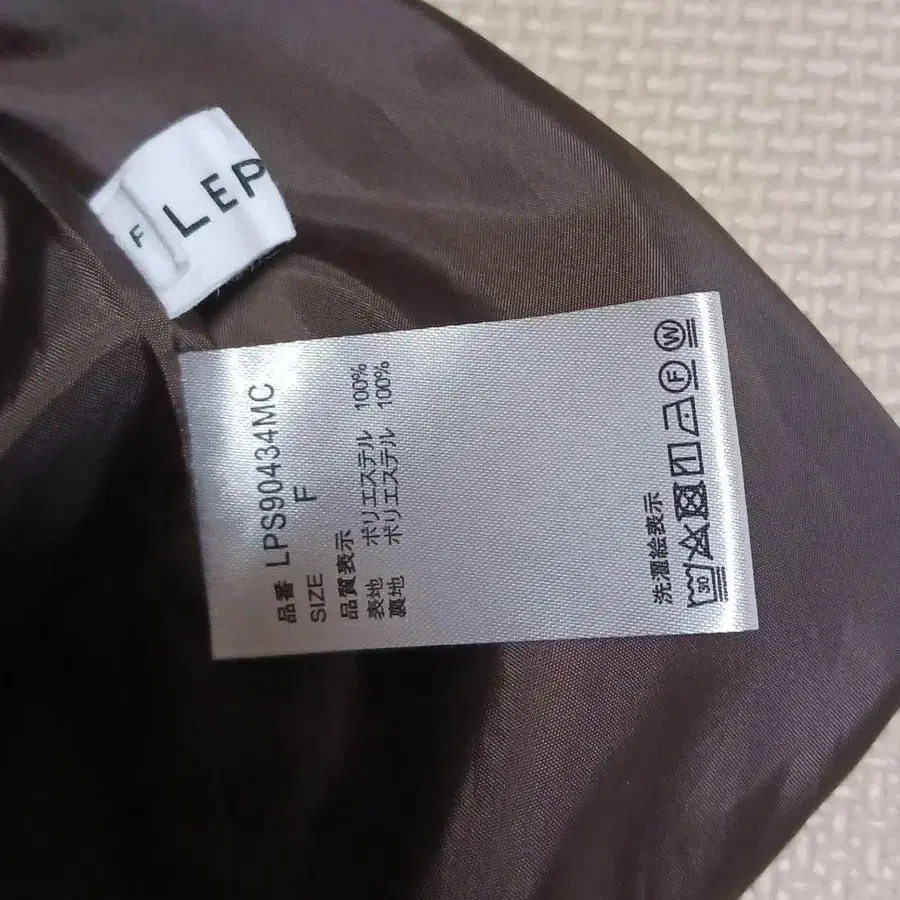 LEP
F
品番 LPS90434MC
SIZE F
品質表示
表地 ポリエステル 100%
裏地 ポリエステル 100%
洗濯絵表示
30
F
W